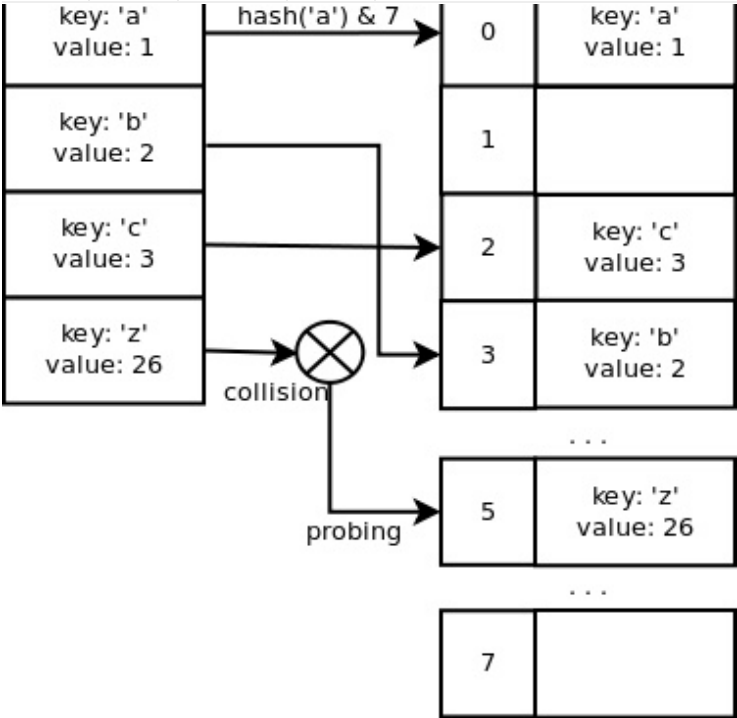 key: 'a'
value: 1
hash('a') & 7
0
key: 'a'
value: 1
key: 'b'
value: 2
1
key: 'c'
value: 3
2
key: 'c'
value: 3
key: 'z'
value: 26
collision
3
key: 'b'
value: 2
. . .
probing
5
key: 'z'
value: 26
. . .
7